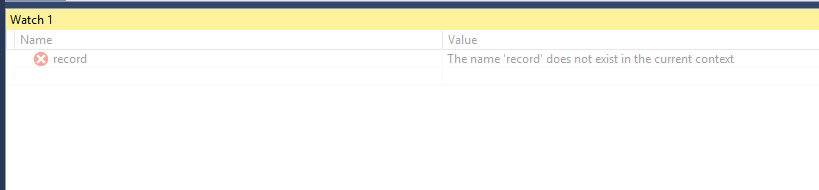 Watch 1
Name Value
record The name 'record' does not exist in the current context